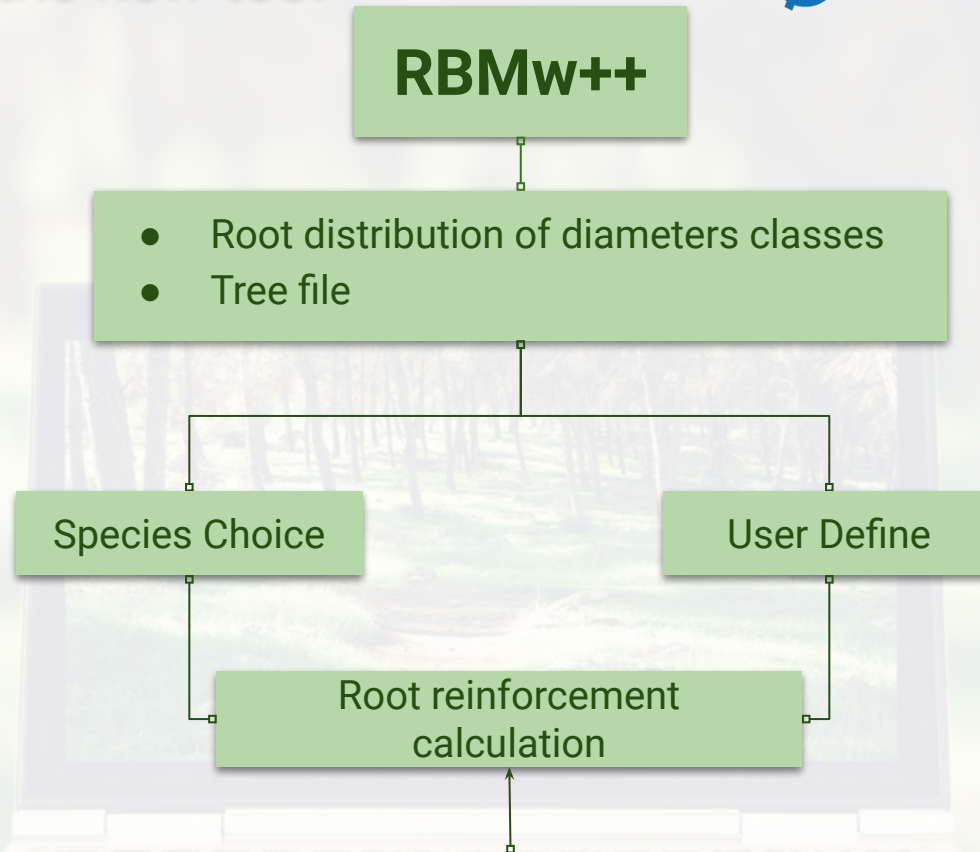 RBMw++
● Root distribution of diameters classes
● Tree file
Species Choice
User Define
Root reinforcement
calculation